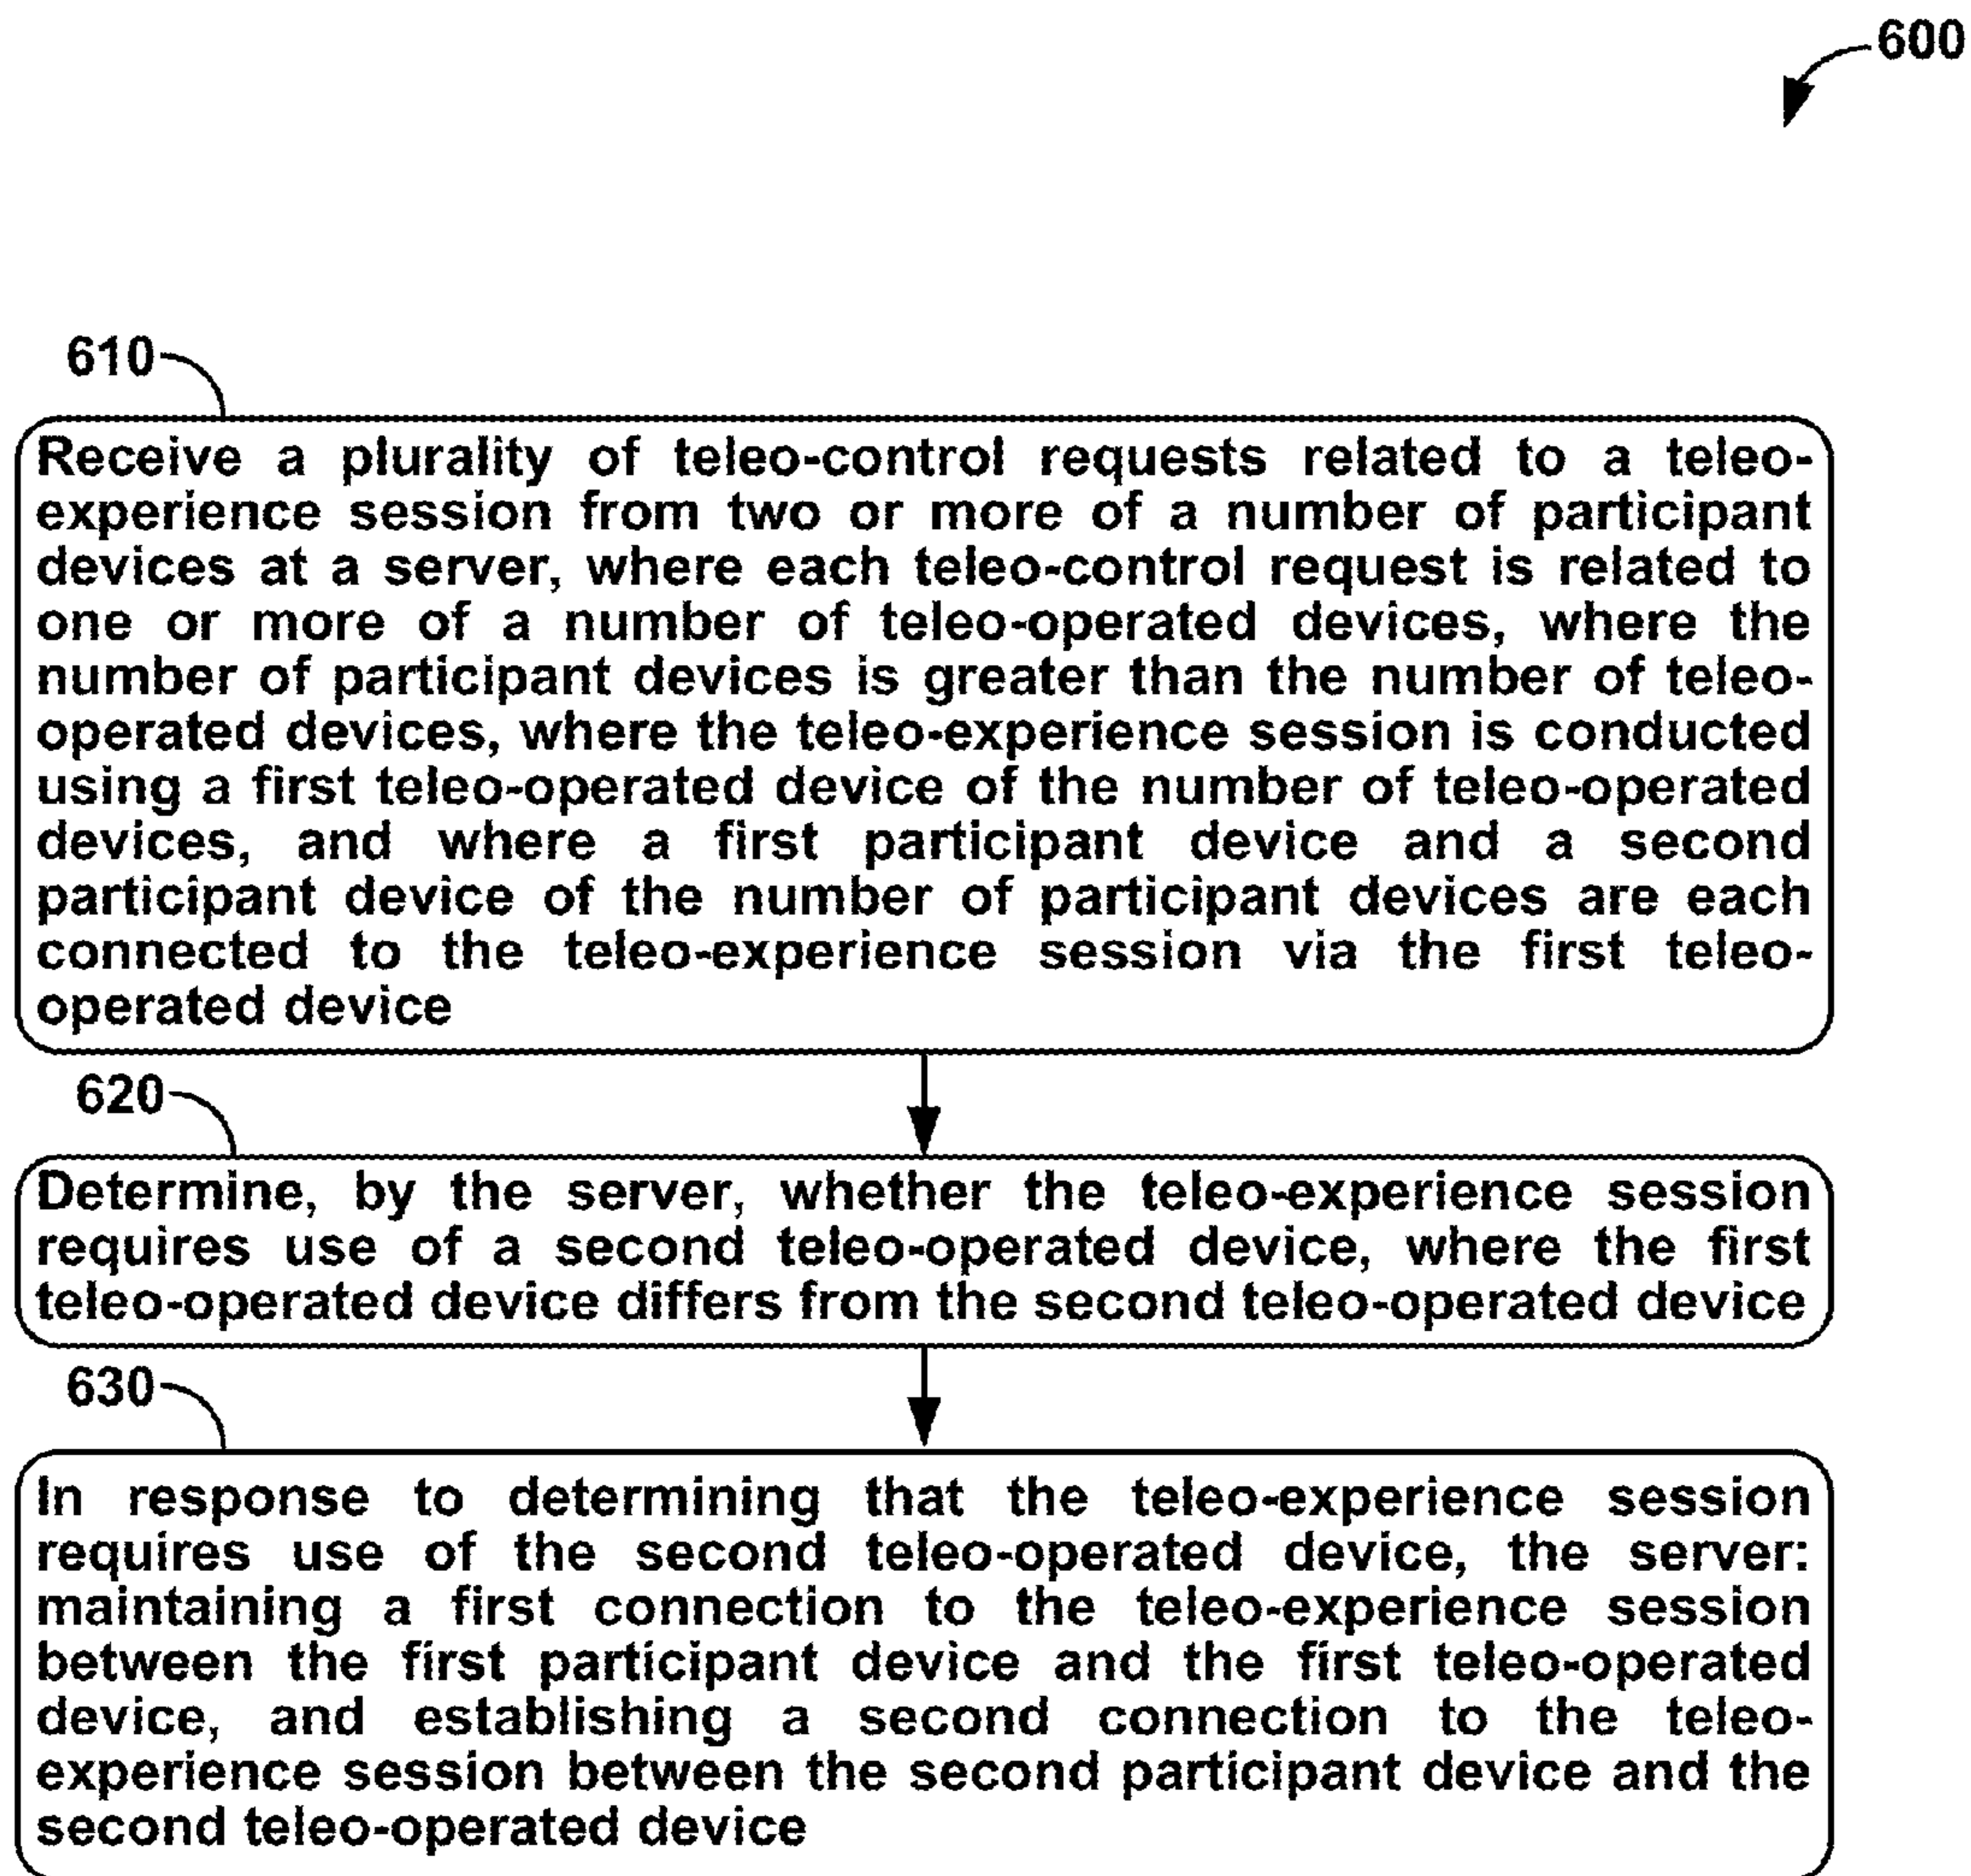 600
610
Receive a plurality of teleo-control requests related to a teleo-
experience session from two or more of a number of participant
devices at a server, where each teleo-control request is related to
one or more of a number of teleo-operated devices, where the
number of participant devices is greater than the number of teleo-
operated devices, where the teleo-experience session is conducted
using a first teleo-operated device of the number of teleo-operated
devices, and where a first participant device and a second
participant device of the number of participant devices are each
connected to the teleo-experience session via the first teleo-
operated device
620
Determine, by the server, whether the teleo-experience session
requires use of a second teleo-operated device, where the first
teleo-operated device differs from the second teleo-operated device
630
In response to determining that the teleo-experience session
requires use of the second teleo-operated device, the server:
maintaining a first connection to the teleo-experience session
between the first participant device and the first teleo-operated
device, and establishing a second connection to the teleo-
experience session between the second participant device and the
second teleo-operated device